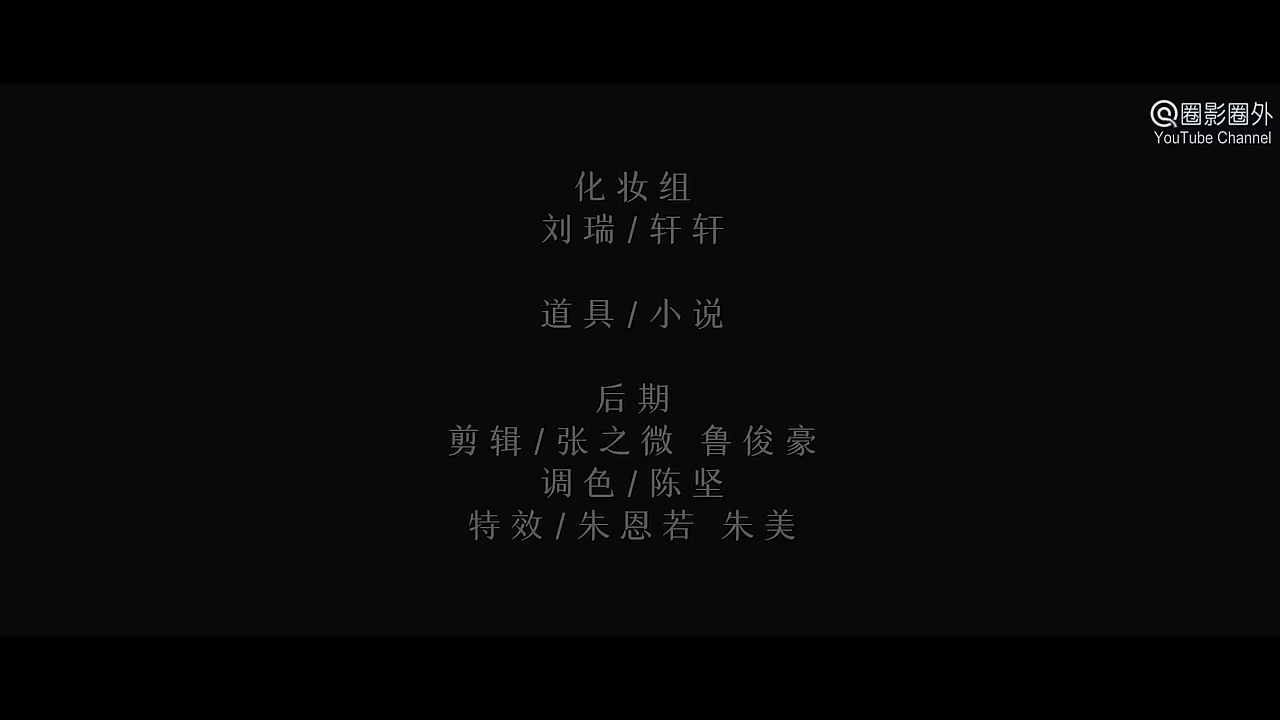 圈影圈外
YouTube Channel
化妆组
刘瑞/轩轩
道具/小说
后期
剪辑/张之微 鲁俊豪
调色/陈坚
特效/朱恩若 朱美